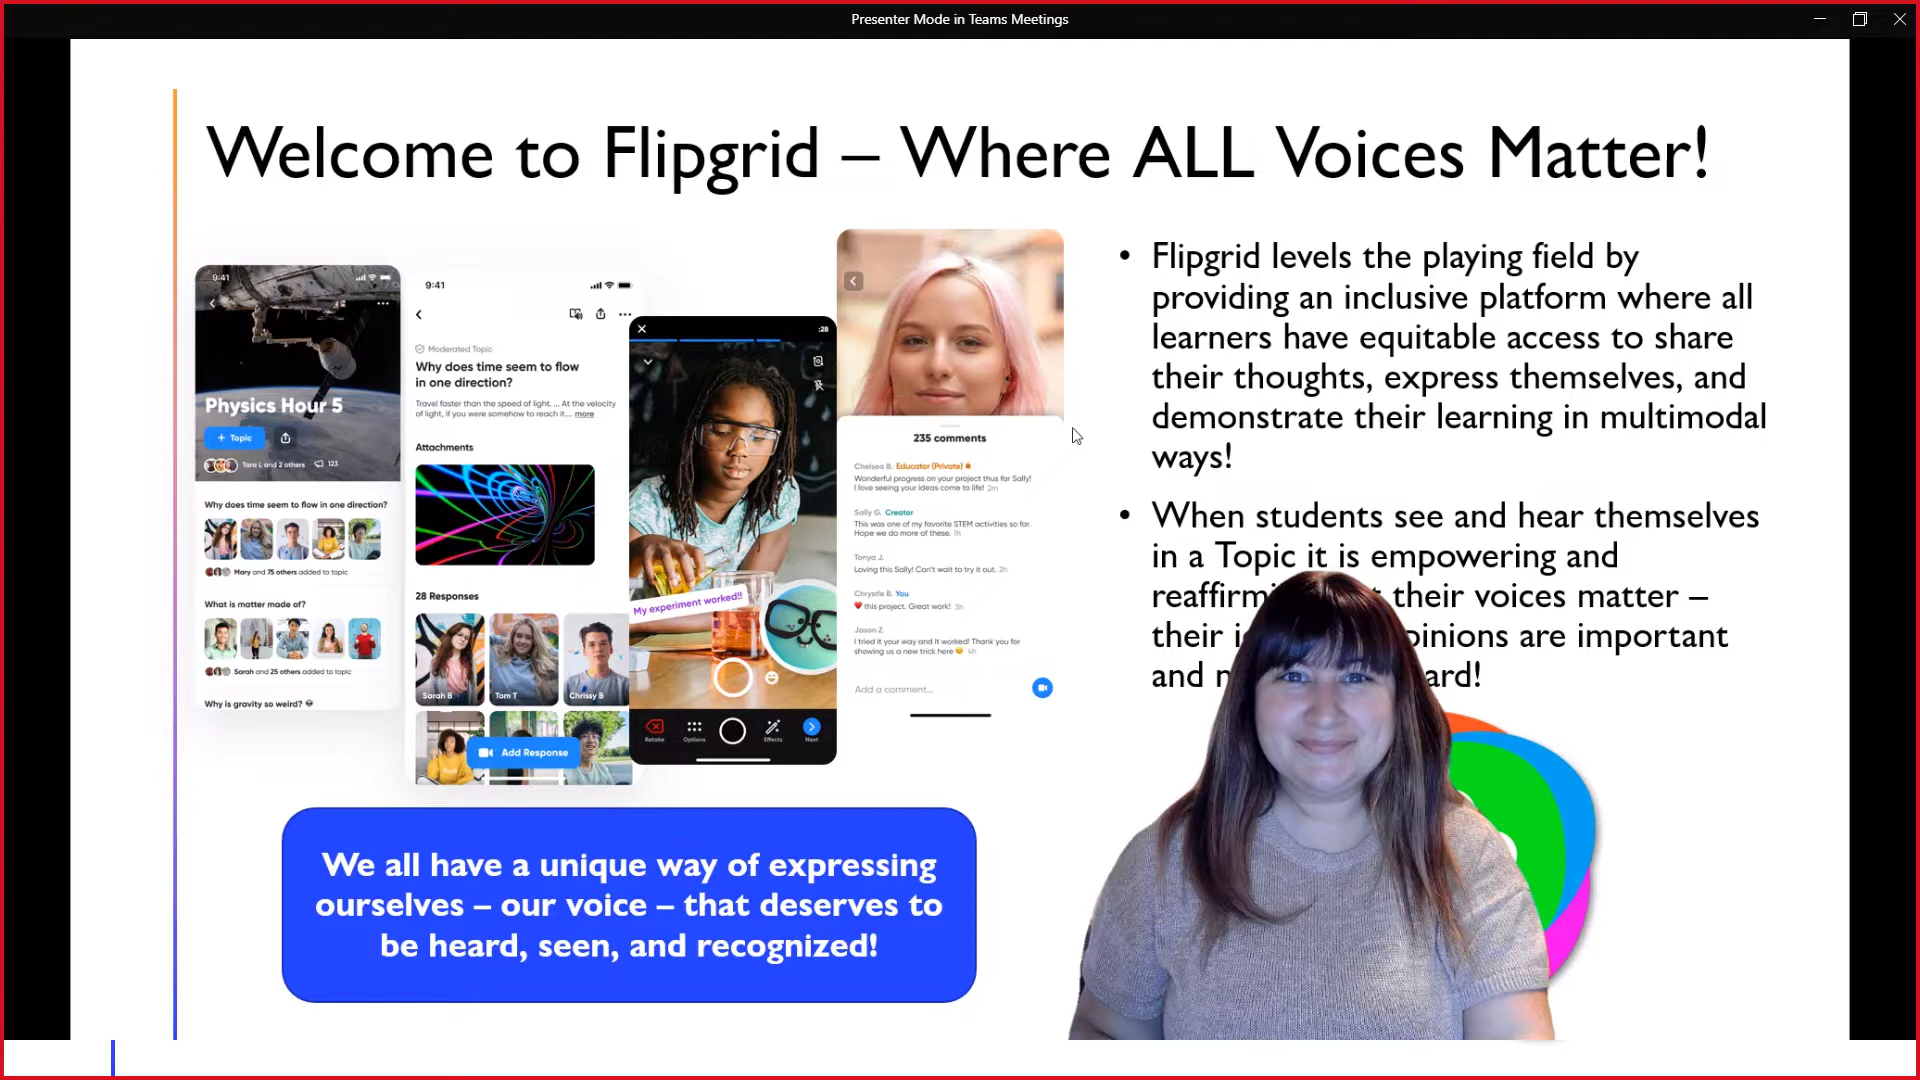 Presenter Mode in Teams Meetings
Welcome to Flipgrid – Where ALL Voices Matter!
9:41
Physics Hour 5
+ Topic
Tara L and 2 others 123
Why does time seem to flow in one direction?
Mary and 75 others added to topic
What is matter made of?
Sarah and 25 others added to topic
Why is gravity so weird?
9:41
Moderated Topic
Why does time seem to flow
in one direction?
Travel faster than the speed of light. ... At the velocity
of light, if you were somehow to reach it.... more
Attachments
28 Responses
Sarah B
Tom T
Chrissy B
Add Response
:28
My experiment worked!!
Retake
Options
Effects
Next
235 comments
Chelsea B. Educator (Private)
Wonderful progress on your project thus far Sally!
I love seeing your ideas come to life! 2m
Sally G. Creator
This was one of my favorite STEM activities so far.
Hope we do more of these. 1h
Tonya J.
Loving this Sally! Can't wait to try it out. 2h
Chrystle B. You
this project. Great work! 3h
Jason Z.
I tried it your way and it worked! Thank you for
showing us a new trick here 4h
Add a comment...
• Flipgrid levels the playing field by
providing an inclusive platform where all
learners have equitable access to share
their thoughts, express themselves, and
demonstrate their learning in multimodal
ways!
• When students see and hear themselves
in a Topic it is empowering and
their voices matter –
their are important
and
We all have a unique way of expressing
ourselves – our voice – that deserves to
be heard, seen, and recognized!